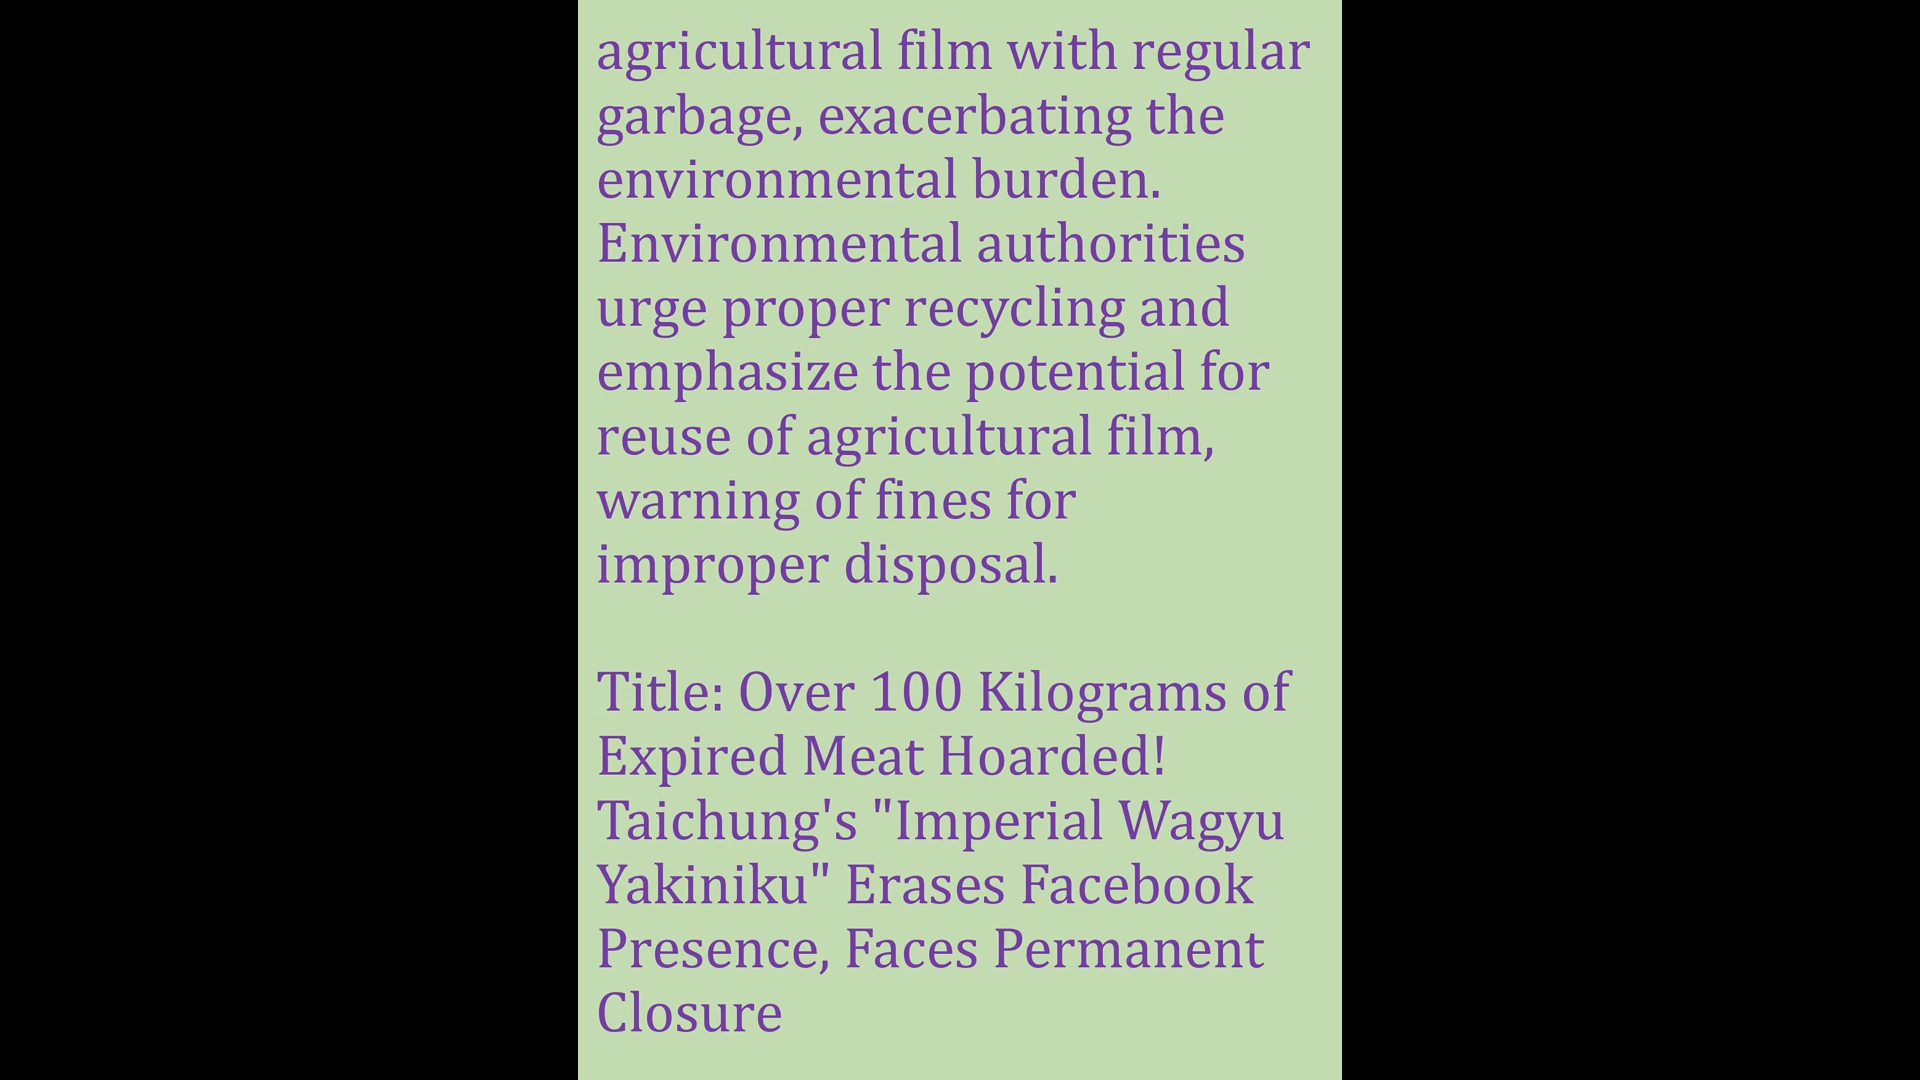 agricultural film with regular
garbage, exacerbating the
environmental burden.
Environmental authorities
urge proper recycling and
emphasize the potential for
reuse of agricultural film,
warning of fines for
improper disposal.
Title: Over 100 Kilograms of
Expired Meat Hoarded!
Taichung's "Imperial Wagyu
Yakiniku" Erases Facebook
Presence, Faces Permanent
Closure